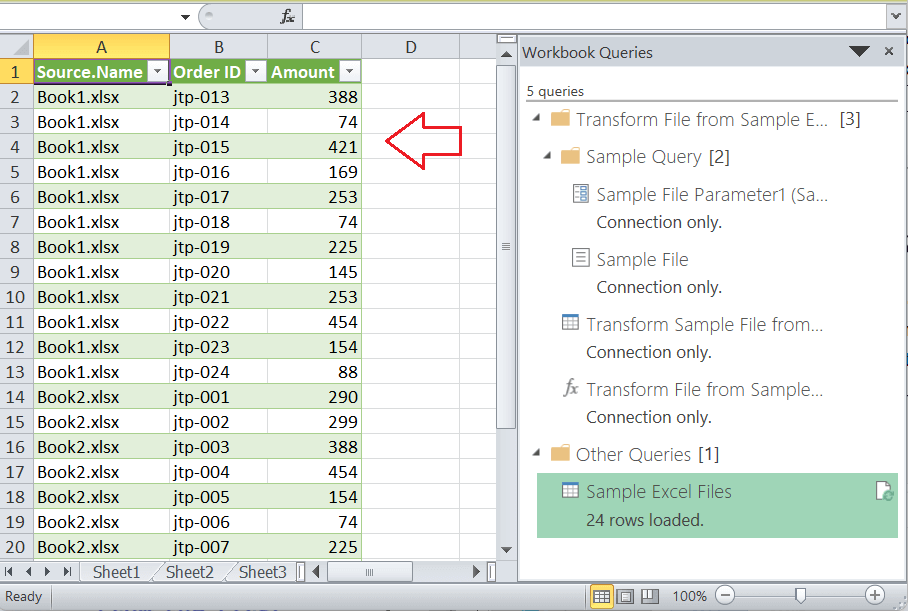 fx
Workbook Queries
A B C D
1 Source.Name Order ID Amount
2 Book1.xlsx jtp-013 388
3 Book1.xlsx jtp-014 74
4 Book1.xlsx jtp-015 421
5 Book1.xlsx jtp-016 169
6 Book1.xlsx jtp-017 253
7 Book1.xlsx jtp-018 74
8 Book1.xlsx jtp-019 225
9 Book1.xlsx jtp-020 145
10 Book1.xlsx jtp-021 253
11 Book1.xlsx jtp-022 454
12 Book1.xlsx jtp-023 154
13 Book1.xlsx jtp-024 88
14 Book2.xlsx jtp-001 290
15 Book2.xlsx jtp-002 299
16 Book2.xlsx jtp-003 388
17 Book2.xlsx jtp-004 454
18 Book2.xlsx jtp-005 154
19 Book2.xlsx jtp-006 74
20 Book2.xlsx jtp-007 225
5 queries
Transform File from Sample E... [3]
Sample Query [2]
Sample File Parameter1 (Sa...
Connection only.
Sample File
Connection only.
Transform Sample File from...
Connection only.
fx Transform File from Sample...
Connection only.
Other Queries [1]
Sample Excel Files
24 rows loaded.
Sheet1 Sheet2 Sheet3
Ready 100%